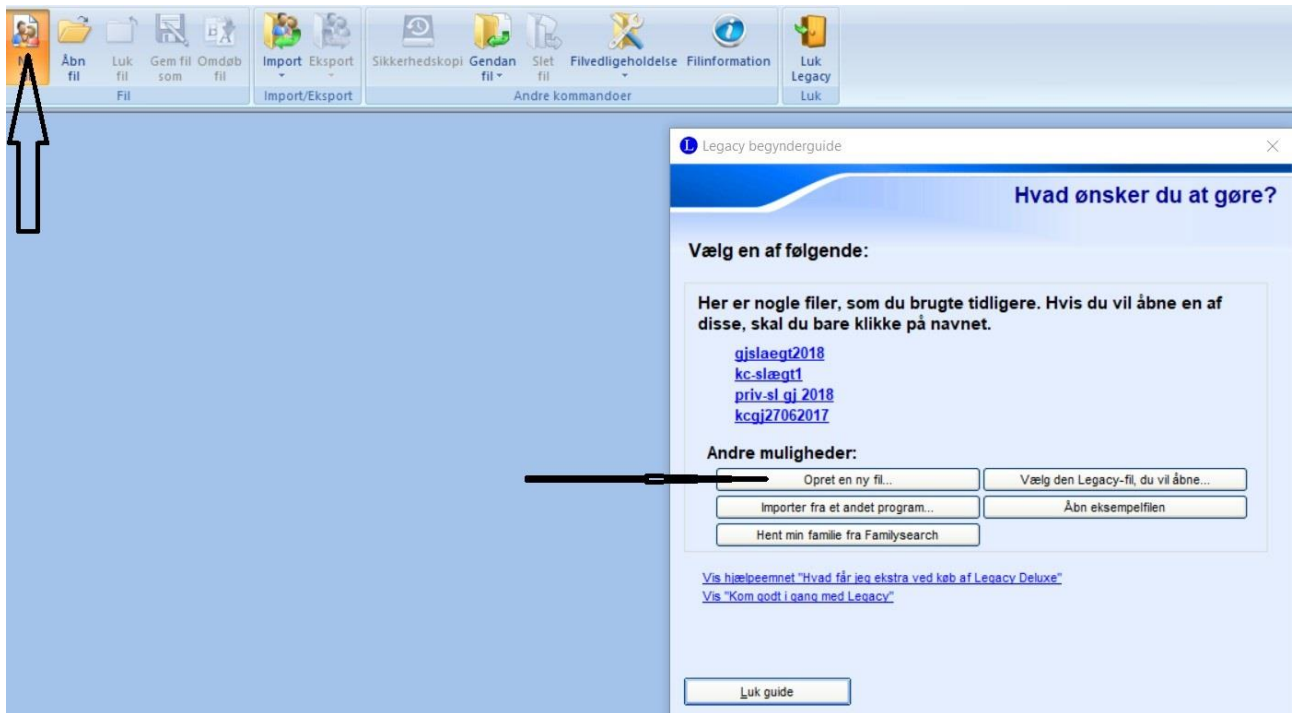 Åbn fil
Luk fil
Gem fil som
Omdøb fil
Import
Eksport
Sikkerhedskopi
Gendan fil
Slet fil
Filvedligeholdelse
Filinformation
Luk Legacy
Fil
Import/Eksport
Andre kommandoer
Luk
Legacy begynderguide
Hvad ønsker du at gøre?
Vælg en af følgende:
Her er nogle filer, som du brugte tidligere. Hvis du vil åbne en af
disse, skal du bare klikke på navnet.
gjslaegt2018
kc-slægt1
priv-sl gj 2018
kcgj27062017
Andre muligheder:
Opret en ny fil...
Vælg den Legacy-fil, du vil åbne...
Importer fra et andet program...
Åbn eksempelfilen
Hent min familie fra Familysearch
Vis hjælpeemnet "Hvad får jeg ekstra ved køb af Legacy Deluxe"
Vis "Kom godt i gang med Legacy"
Luk guide